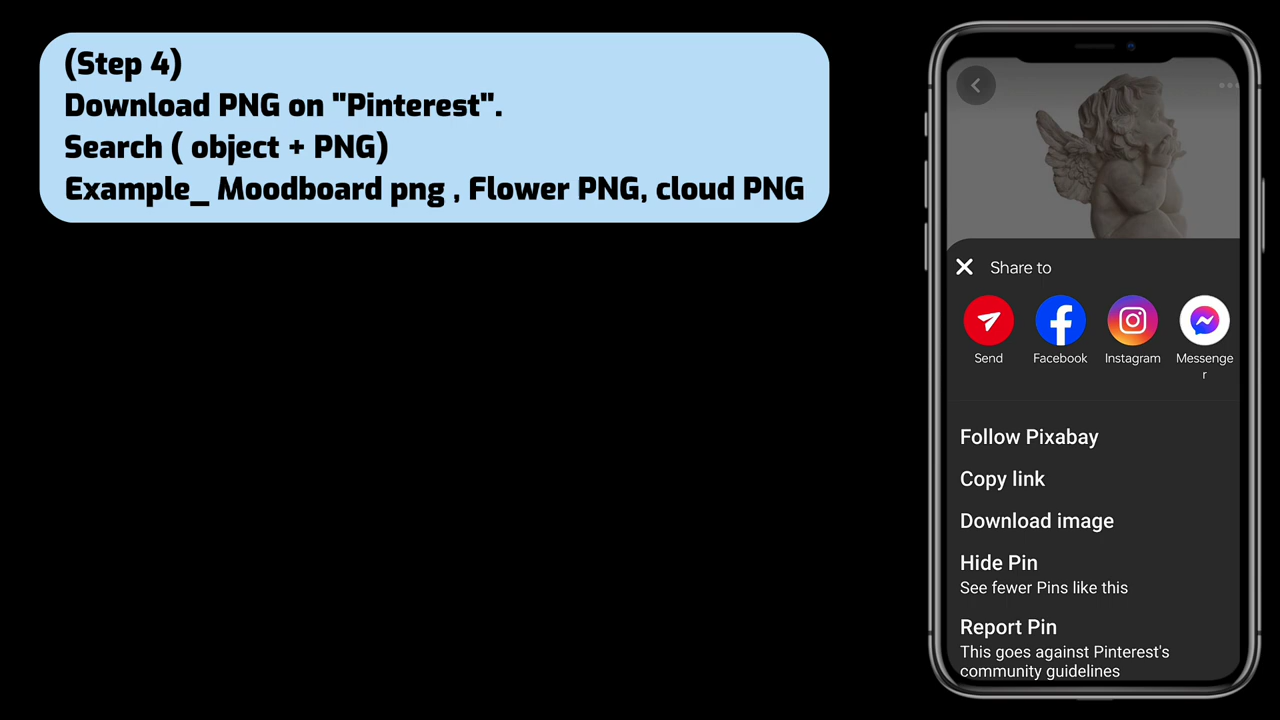 (Step 4)
Download PNG on "Pinterest".
Search ( object + PNG)
Example_ Moodboard png , Flower PNG, cloud PNG
Share to
Send Facebook Instagram Messenge
r
Follow Pixabay
Copy link
Download image
Hide Pin
See fewer Pins like this
Report Pin
This goes against Pinterest's
community guidelines